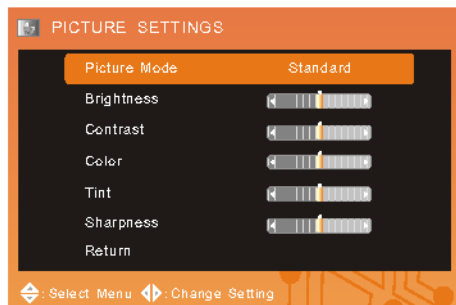 PICTURE SETTINGS
Picture Mode Standard
Brightness
Contrast
Color
Tint
Sharpness
Return
: Select Menu : Change Setting